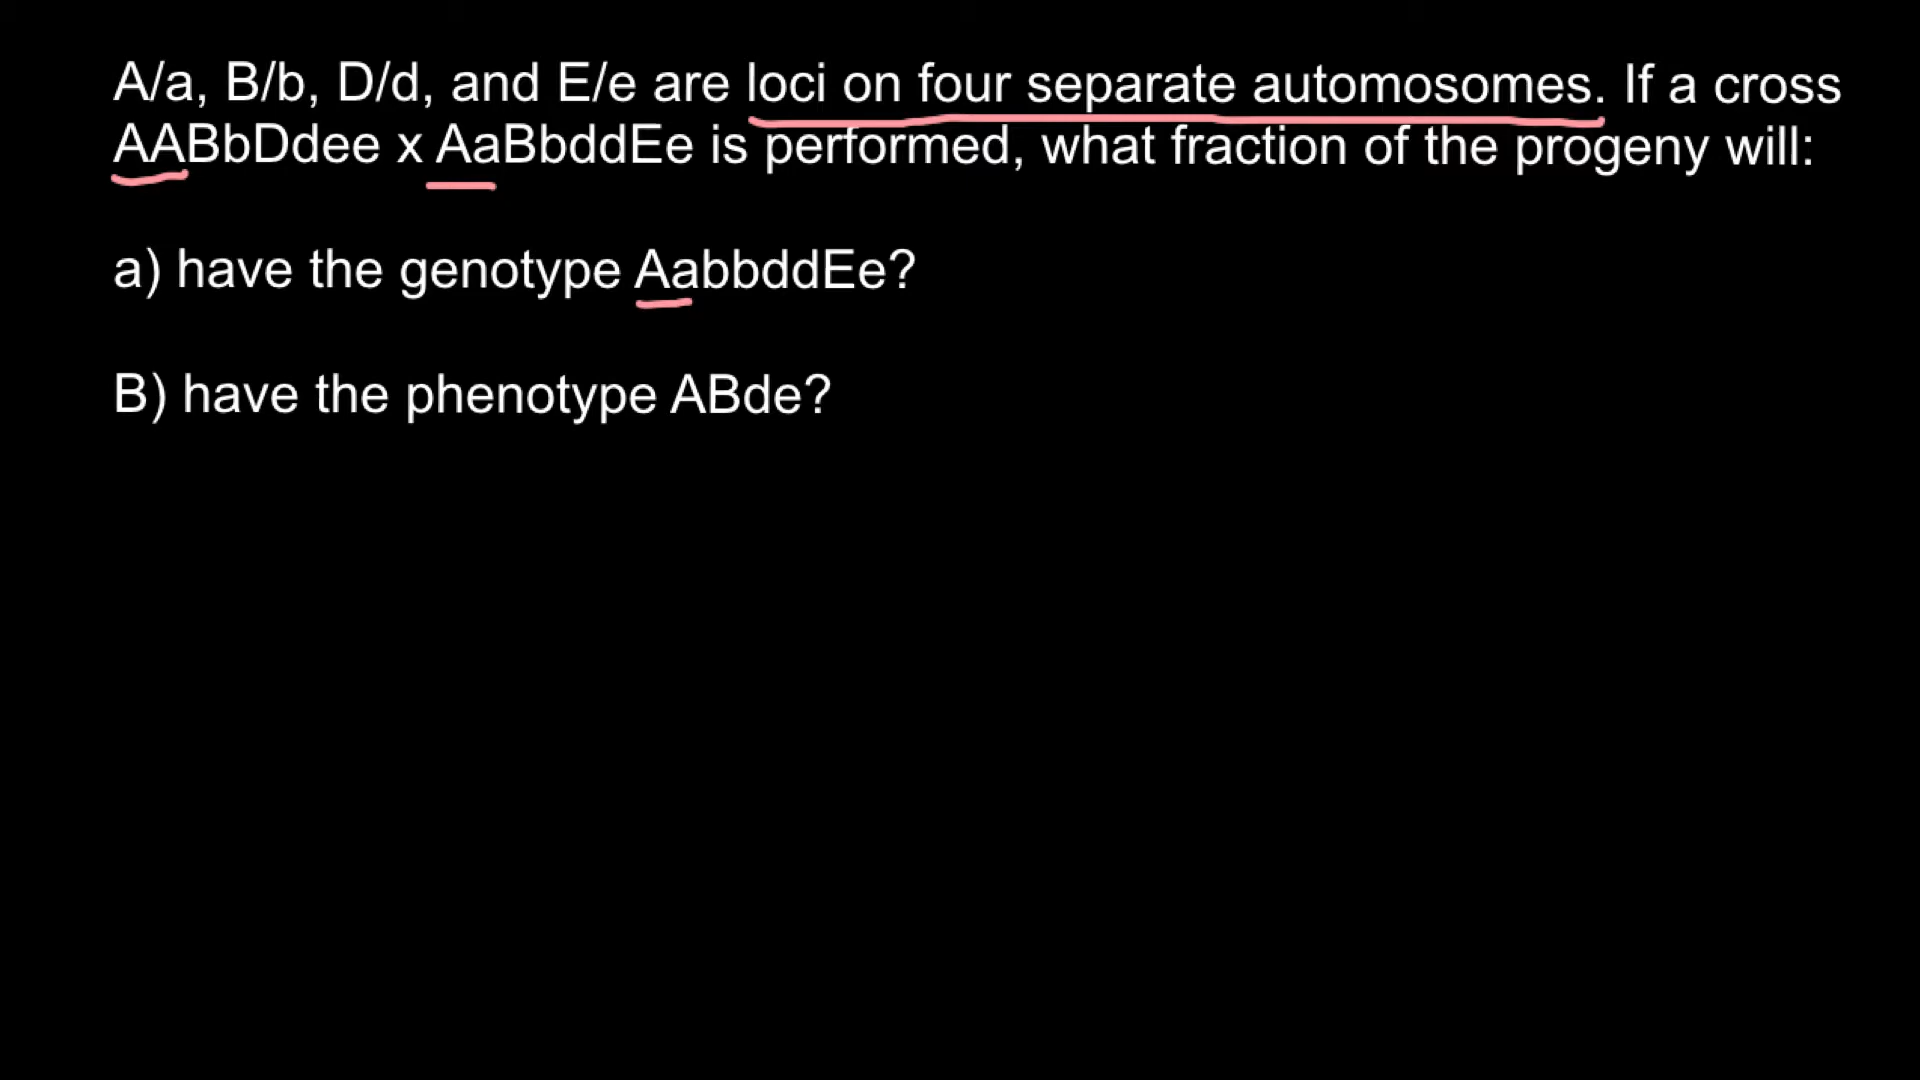 A/a, B/b, D/d, and E/e are loci on four separate automosomes. If a cross
AABbDdee x AaBbddEe is performed, what fraction of the progeny will:
a) have the genotype AabbddEe?
B) have the phenotype ABde?